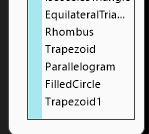 EquilateralTria...
Rhombus
Trapezoid
Parallelogram
FilledCircle
Trapezoid1